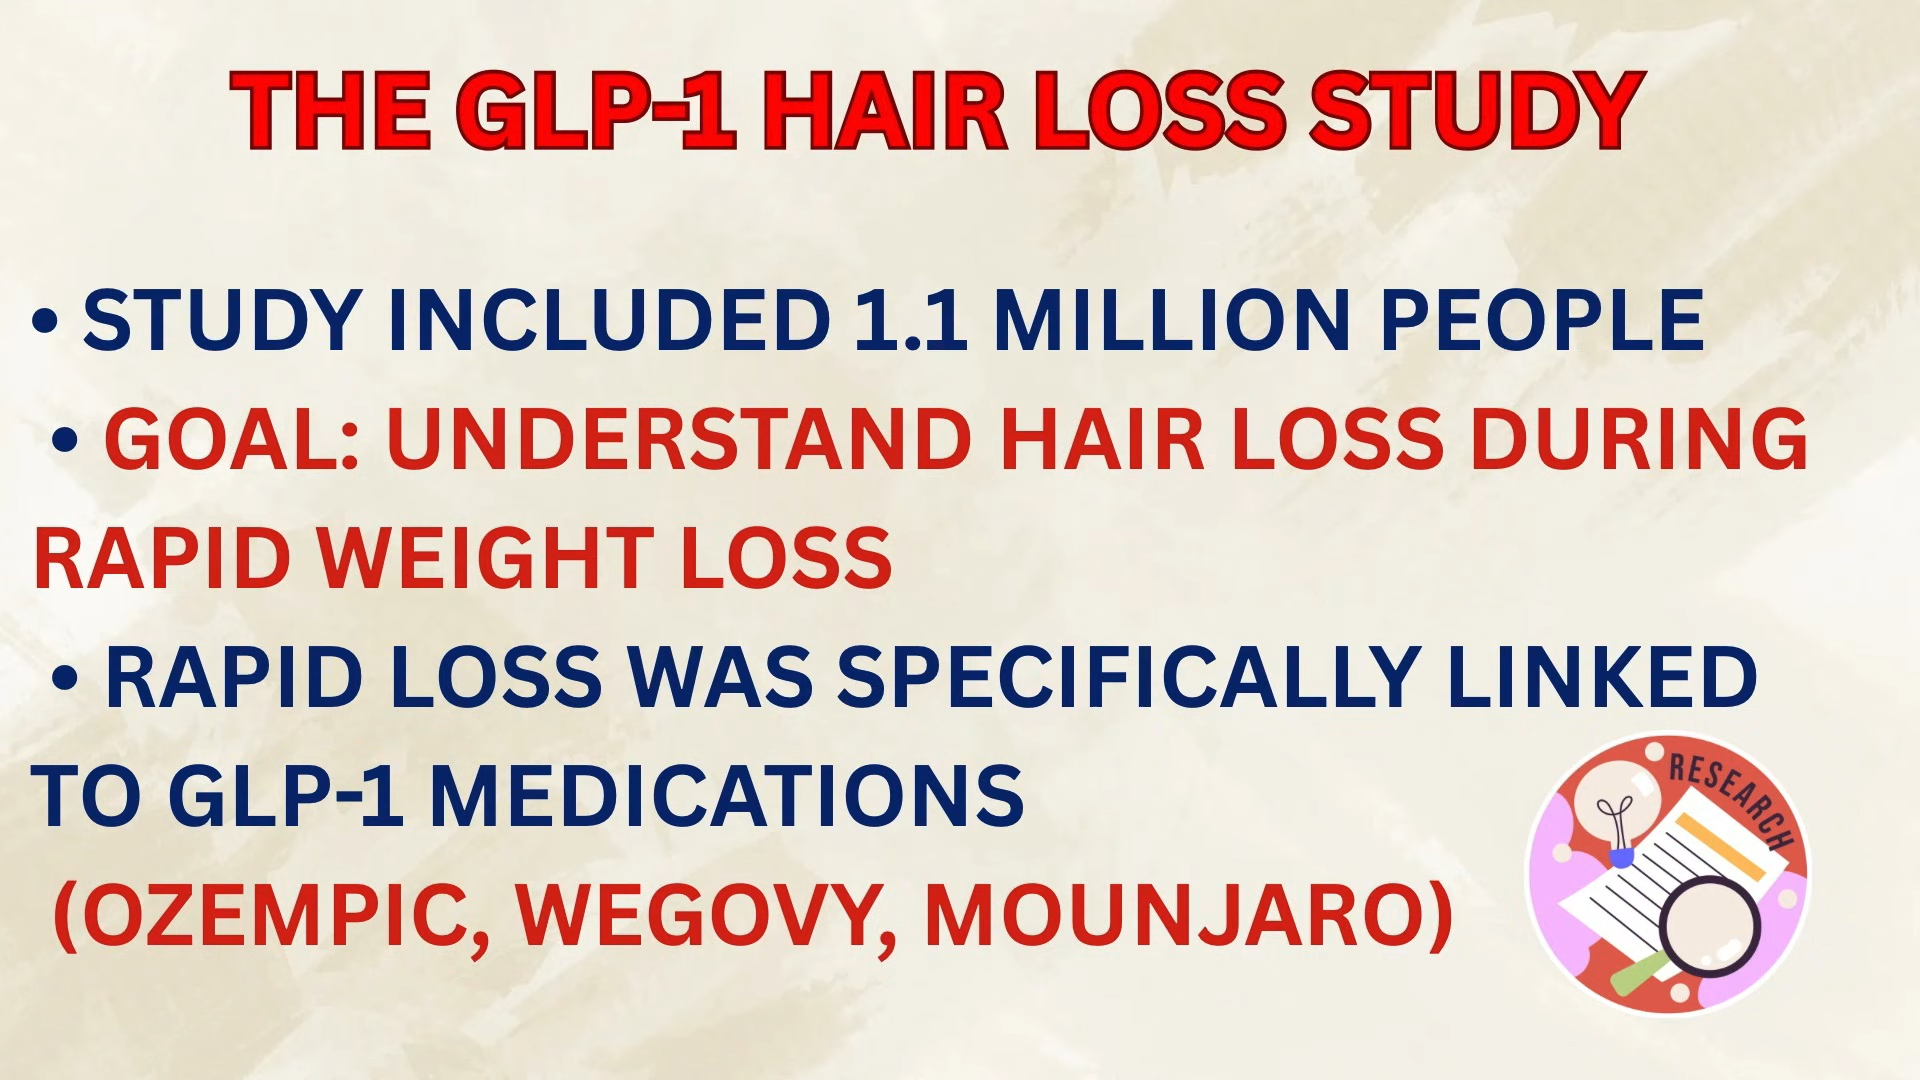 THE GLP-1 HAIR LOSS STUDY
• STUDY INCLUDED 1.1 MILLION PEOPLE
• GOAL: UNDERSTAND HAIR LOSS DURING
RAPID WEIGHT LOSS
• RAPID LOSS WAS SPECIFICALLY LINKED
TO GLP-1 MEDICATIONS
(OZEMPIC, WEGOVY, MOUNJARO)
RESEARCH